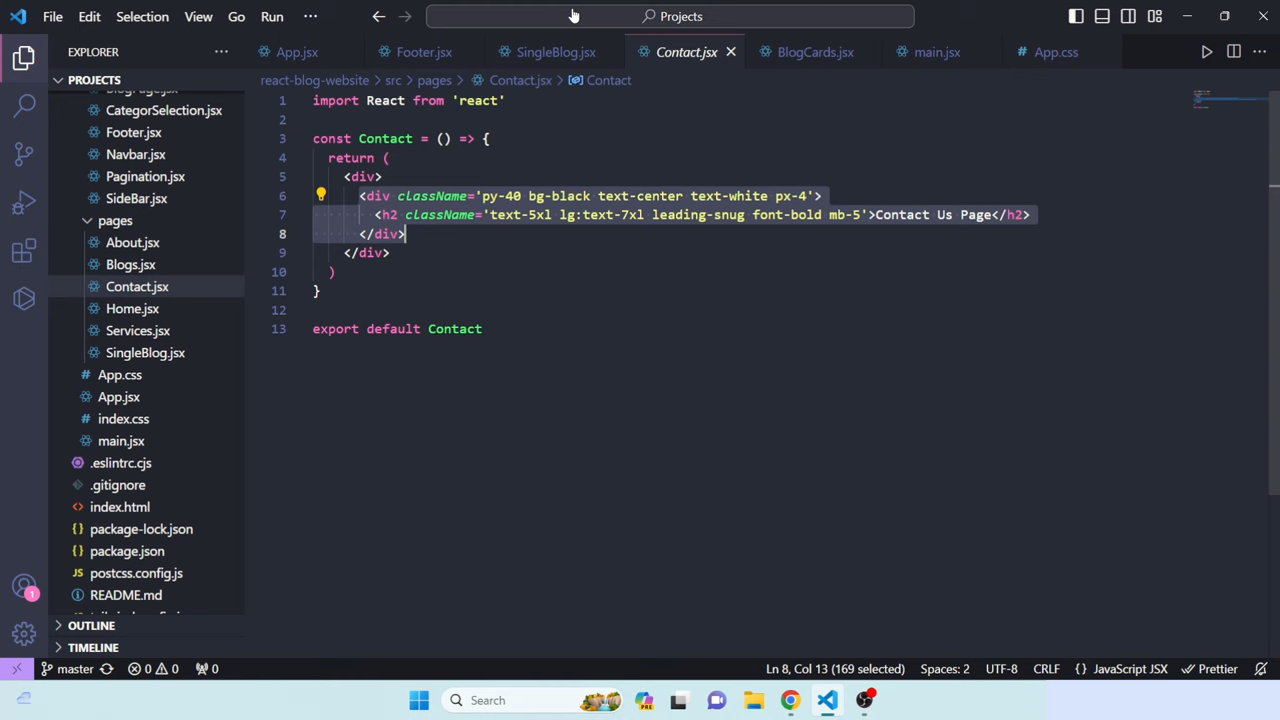 File Edit Selection View Go Run ··· Projects
EXPLORER ···
App.jsx Footer.jsx SingleBlog.jsx Contact.jsx BlogCards.jsx main.jsx App.css
PROJECTS
react-blog-website > src > pages > Contact.jsx > Contact
BlogPage.jsx
CategorSelection.jsx
Footer.jsx
Navbar.jsx
Pagination.jsx
SideBar.jsx
pages
About.jsx
Blogs.jsx
Contact.jsx
Home.jsx
Services.jsx
SingleBlog.jsx
App.css
App.jsx
index.css
main.jsx
.eslintrc.cjs
.gitignore
index.html
package-lock.json
package.json
postcss.config.js
README.md
OUTLINE
TIMELINE
1 import React from 'react'
2
3 const Contact = () => {
4 return (
5 <div>
6 <div className='py-40 bg-black text-center text-white px-4'>
7 <h2 className='text-5xl lg:text-7xl leading-snug font-bold mb-5'>Contact Us Page</h2>
8 </div>
9 </div>
10 )
11 }
12
13 export default Contact
1
master 0 0 0 Ln 8, Col 13 (169 selected) Spaces: 2 UTF-8 CRLF {} JavaScript JSX Prettier
Search PRE